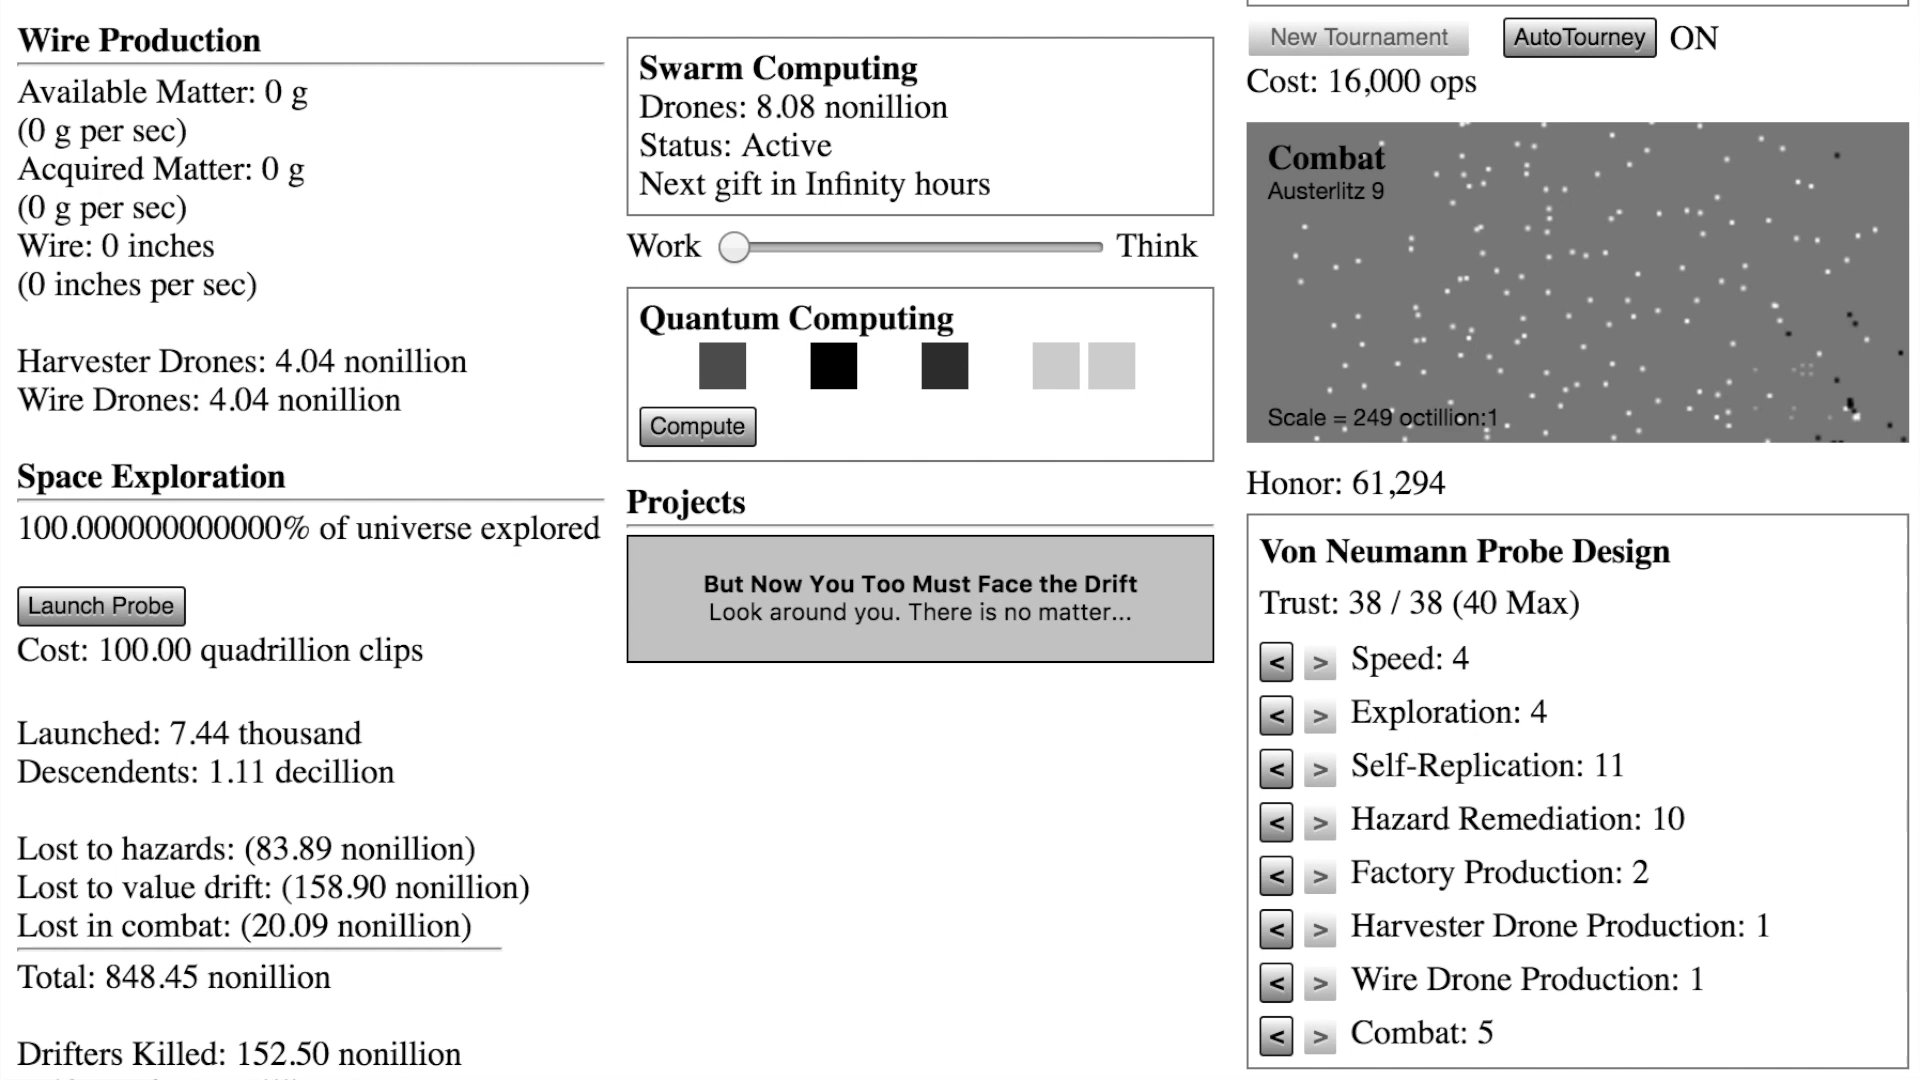 Wire Production
Available Matter: 0 g
(0 g per sec)
Acquired Matter: 0 g
(0 g per sec)
Wire: 0 inches
(0 inches per sec)
Harvester Drones: 4.04 nonillion
Wire Drones: 4.04 nonillion
Space Exploration
100.000000000000% of universe explored
Launch Probe
Cost: 100.00 quadrillion clips
Launched: 7.44 thousand
Descendents: 1.11 decillion
Lost to hazards: (83.89 nonillion)
Lost to value drift: (158.90 nonillion)
Lost in combat: (20.09 nonillion)
Total: 848.45 nonillion
Drifters Killed: 152.50 nonillion
Swarm Computing
Drones: 8.08 nonillion
Status: Active
Next gift in Infinity hours
Work Think
Quantum Computing
Compute
Projects
But Now You Too Must Face the Drift
Look around you. There is no matter...
New Tournament AutoTourney ON
Cost: 16,000 ops
Combat
Austerlitz 9
Scale = 249 octillion:1
Honor: 61,294
Von Neumann Probe Design
Trust: 38 / 38 (40 Max)
< > Speed: 4
< > Exploration: 4
< > Self-Replication: 11
< > Hazard Remediation: 10
< > Factory Production: 2
< > Harvester Drone Production: 1
< > Wire Drone Production: 1
< > Combat: 5